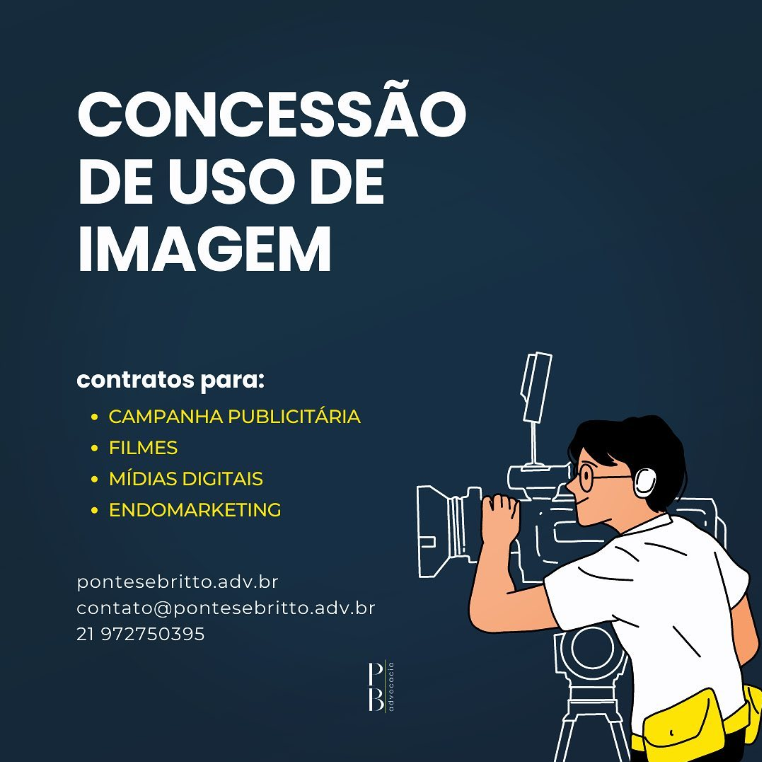 CONCESSÃO
DE USO DE
IMAGEM
contratos para:
• CAMPANHA PUBLICITÁRIA
• FILMES
• MÍDIAS DIGITAIS
• ENDOMARKETING
pontesebritto.adv.br
contato@pontesebritto.adv.br
21 972750395
P
B
advocacia